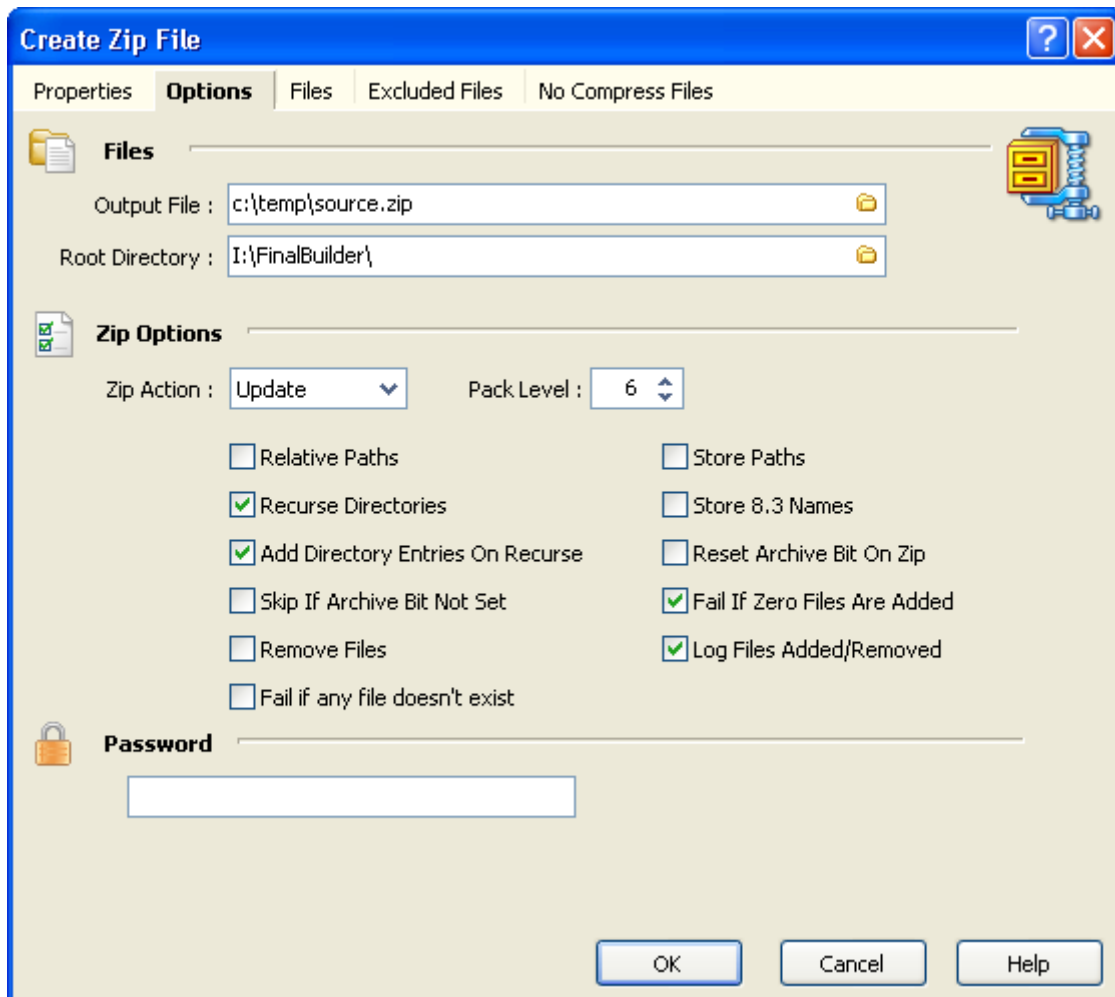 Create Zip File
Properties Options Files Excluded Files No Compress Files
Files
Output File : c:\temp\source.zip
Root Directory : I:\FinalBuilder\
Zip Options
Zip Action : Update Pack Level : 6
Relative Paths Store Paths
Recurse Directories Store 8.3 Names
Add Directory Entries On Recurse Reset Archive Bit On Zip
Skip If Archive Bit Not Set Fail If Zero Files Are Added
Remove Files Log Files Added/Removed
Fail if any file doesn't exist
Password
OK Cancel Help